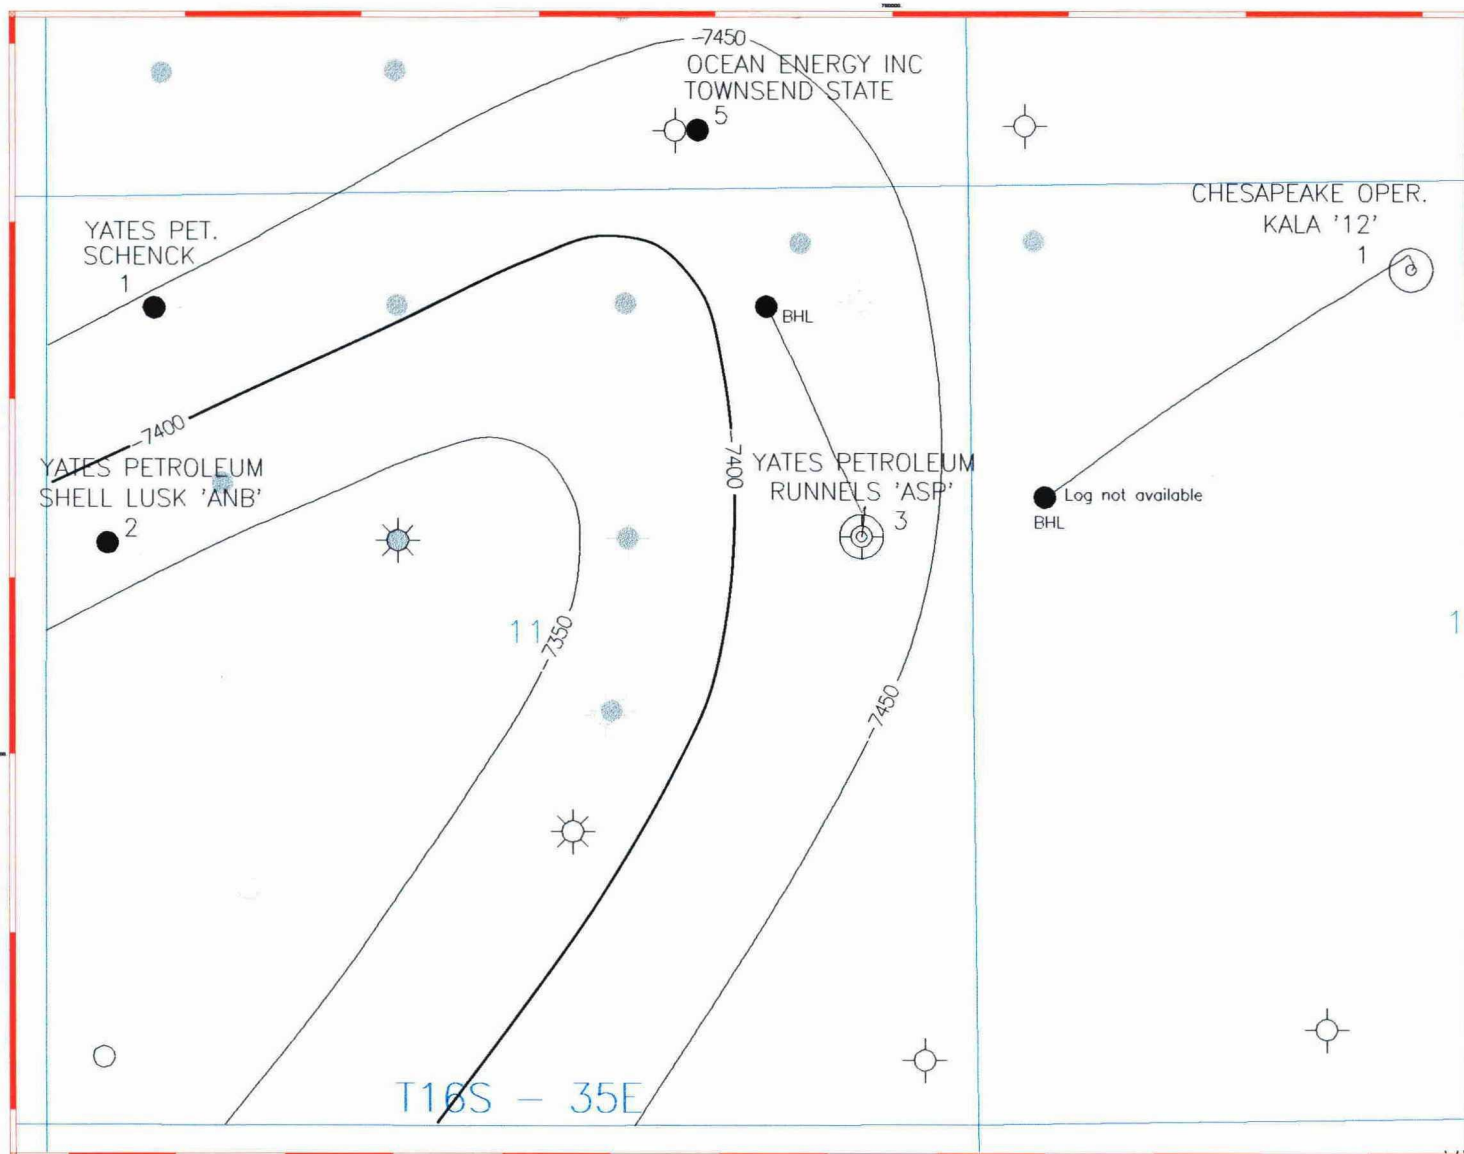 -7450
OCEAN ENERGY INC
TOWNSEND STATE
5
CHESAPEAKE OPER.
KALA '12'
1
YATES PET.
SCHENCK
1
BHL
-7400
-7400
YATES PETROLEUM
SHELL LUSK 'ANB'
2
YATES PETROLEUM
RUNNELS 'ASP'
3
Log not available
BHL
11
-7350
1
-7450
T16S - 35E